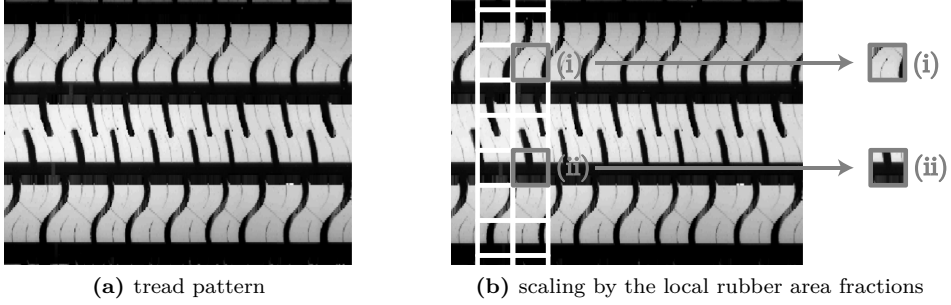 (i)
(i)
(ii)
(ii)
(a) tread pattern
(b) scaling by the local rubber area fractions